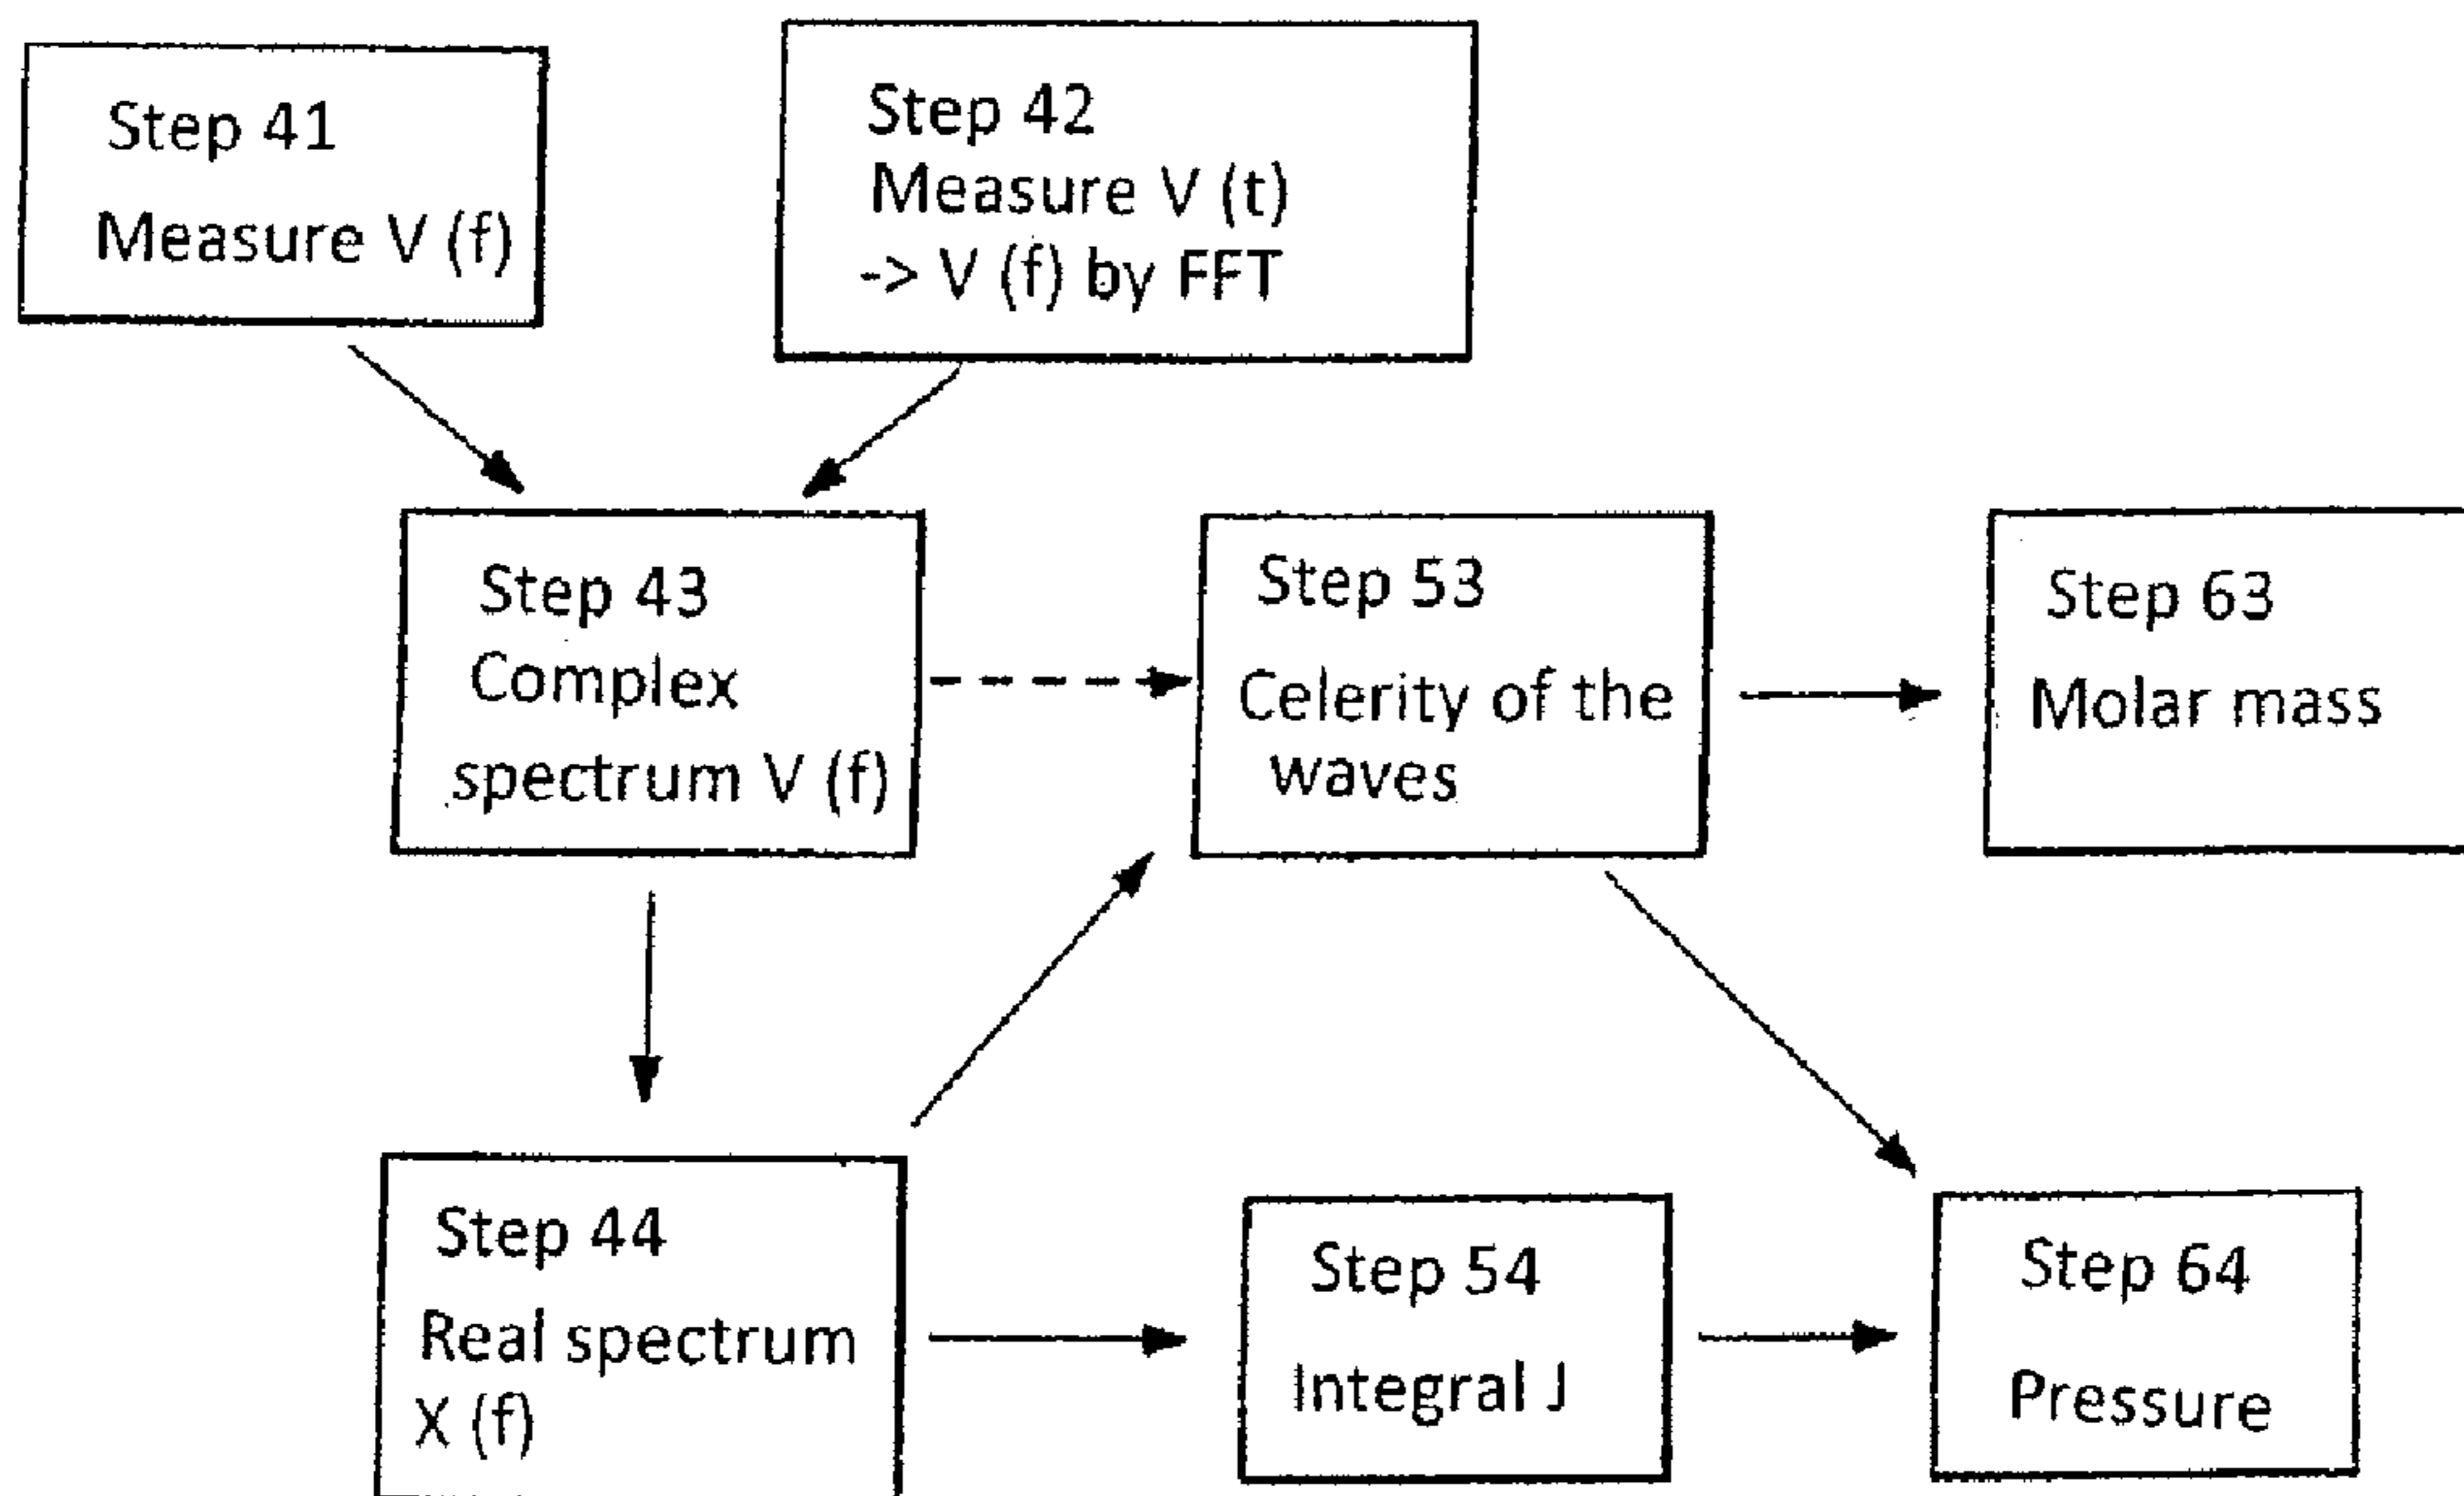 Step 41
Measure V (f)
Step 42
Measure V (t)
-> V (f) by FFT
Step 43
Complex
spectrum V (f)
Step 53
Celerity of the
waves
Step 63
Molar mass
Step 44
Real spectrum
X (f)
Step 54
Integral J
Step 64
Pressure